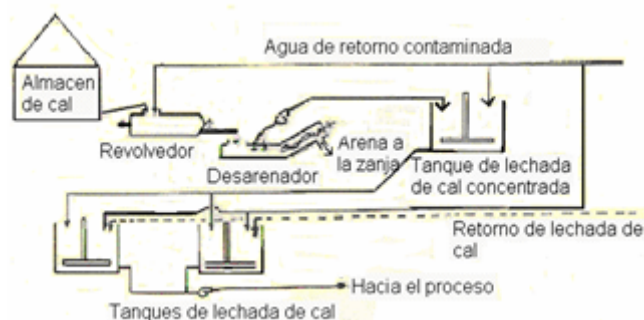 Agua de retorno contaminada
Almacen
de cal
Revolvedor
Arena a
la zanja
Desarenador
Tanque de lechada
de cal concentrada
Retorno de lechada de
cal
Hacia el proceso
Tanques de lechada de cal